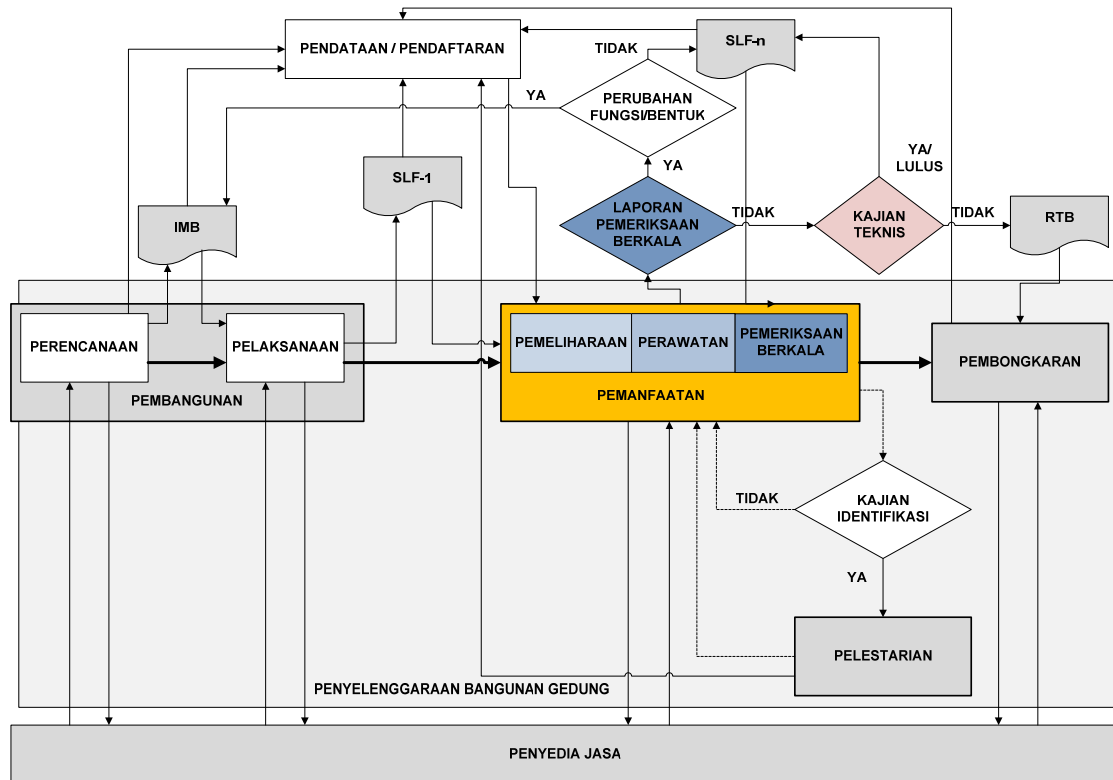 PENDATAAN / PENDAFTARAN
TIDAK
SLF-n
YA
PERUBAHAN
FUNGSI/BENTUK
YA/
LULUS
SLF-1
YA
IMB
LAPORAN
PEMERIKSAAN
BERKALA
TIDAK
KAJIAN
TEKNIS
TIDAK
RTB
PERENCANAAN
PELAKSANAAN
PEMBANGUNAN
PEMELIHARAAN
PERAWATAN
PEMERIKSAAN
BERKALA
PEMANFAATAN
PEMBONGKARAN
TIDAK
KAJIAN
IDENTIFIKASI
YA
PELESTARIAN
PENYELENGGARAAN BANGUNAN GEDUNG
PENYEDIA JASA